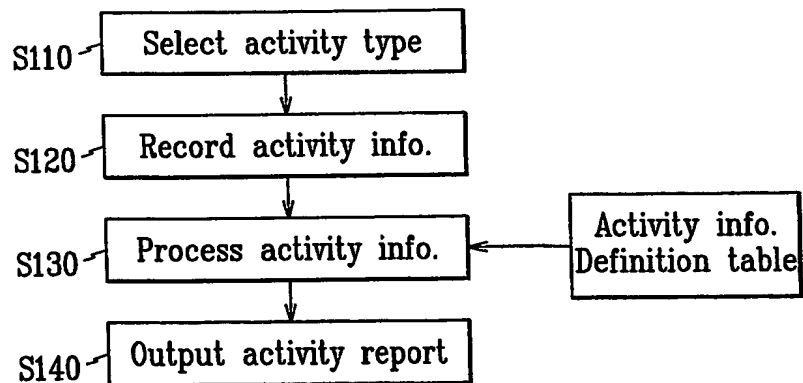 S110
Select activity type
S120
Record activity info.
S130
Process activity info.
Activity info.
Definition table
S140
Output activity report